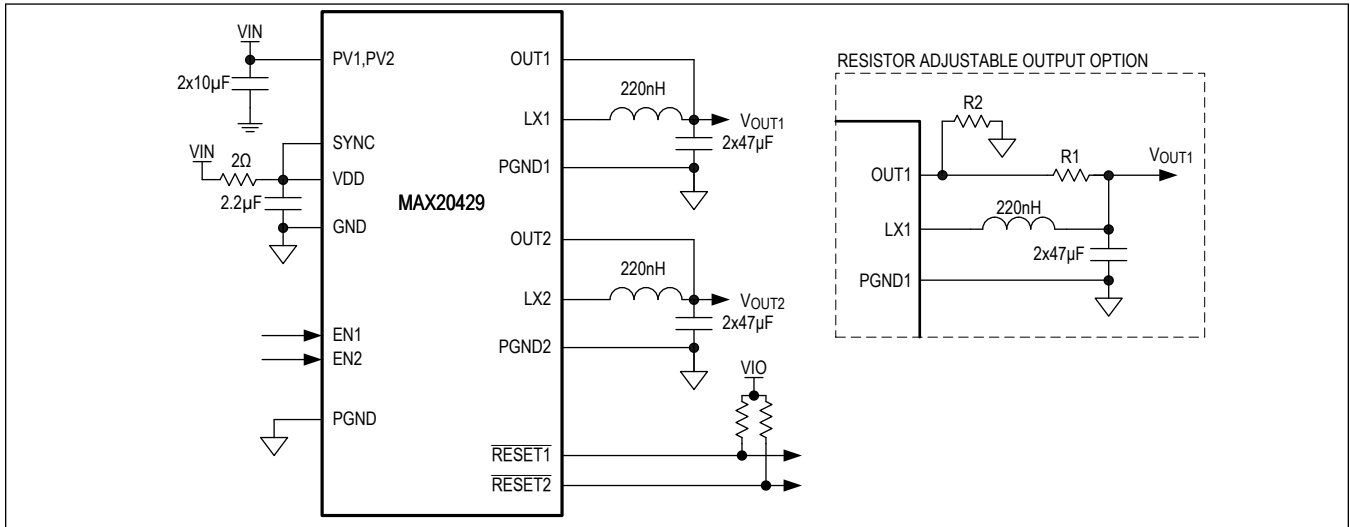 VIN
PV1,PV2
2x10µF
SYNC
VIN
2Ω
VDD
2.2µF
GND
EN1
EN2
PGND
MAX20429
OUT1
220nH
LX1
VOUT1
2x47µF
PGND1
OUT2
220nH
LX2
VOUT2
2x47µF
PGND2
VIO
RESET1
RESET2
RESISTOR ADJUSTABLE OUTPUT OPTION
R2
OUT1
R1
VOUT1
220nH
LX1
2x47µF
PGND1